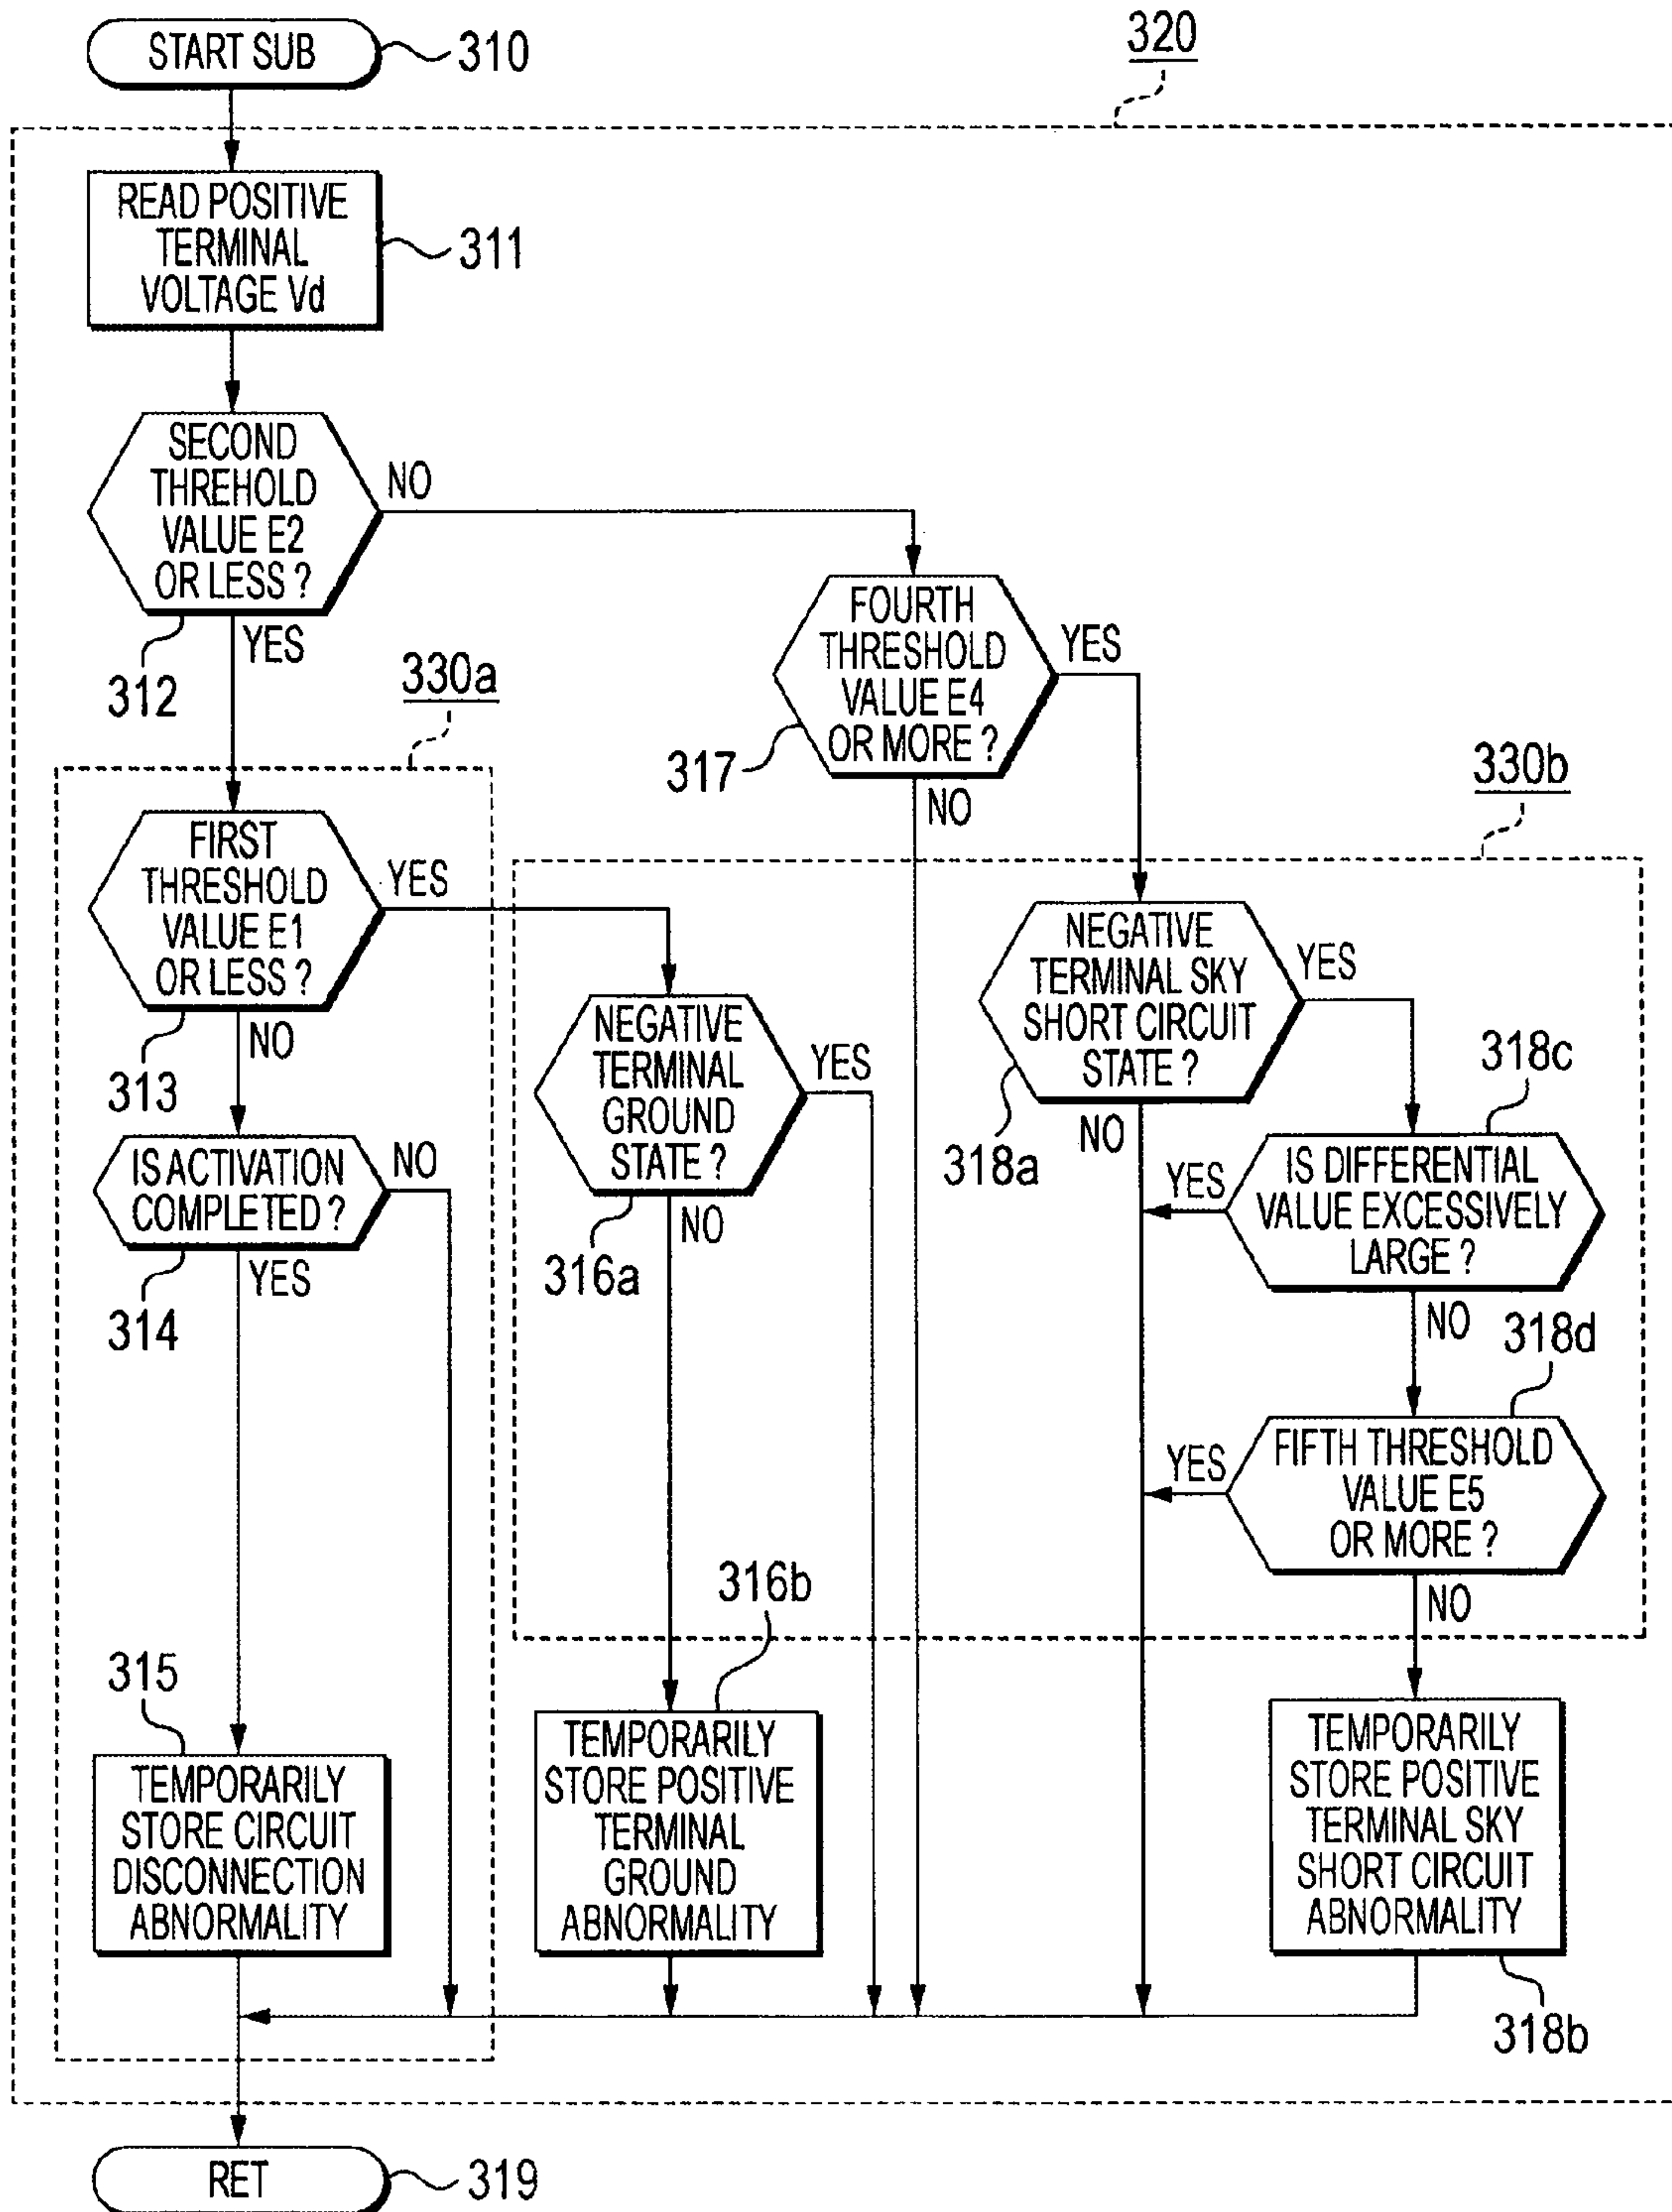 START SUB
310
320
READ POSITIVE
TERMINAL
VOLTAGE Vd
311
SECOND
THREHOLD
VALUE E2
OR LESS ?
NO
312
YES
FOURTH
THRESHOLD
VALUE E4
OR MORE ?
YES
317
NO
330a
330b
FIRST
THRESHOLD
VALUE E1
OR LESS ?
YES
313
NO
NEGATIVE
TERMINAL
GROUND
STATE ?
YES
316a
NO
NEGATIVE
TERMINAL SKY
SHORT CIRCUIT
STATE ?
YES
318a
NO
318c
IS ACTIVATION
COMPLETED ?
NO
314
YES
IS DIFFERENTIAL
VALUE EXCESSIVELY
LARGE ?
YES
NO
318d
FIFTH THRESHOLD
VALUE E5
OR MORE ?
YES
NO
315
TEMPORARILY
STORE CIRCUIT
DISCONNECTION
ABNORMALITY
316b
TEMPORARILY
STORE POSITIVE
TERMINAL
GROUND
ABNORMALITY
TEMPORARILY
STORE POSITIVE
TERMINAL SKY
SHORT CIRCUIT
ABNORMALITY
318b
RET
319